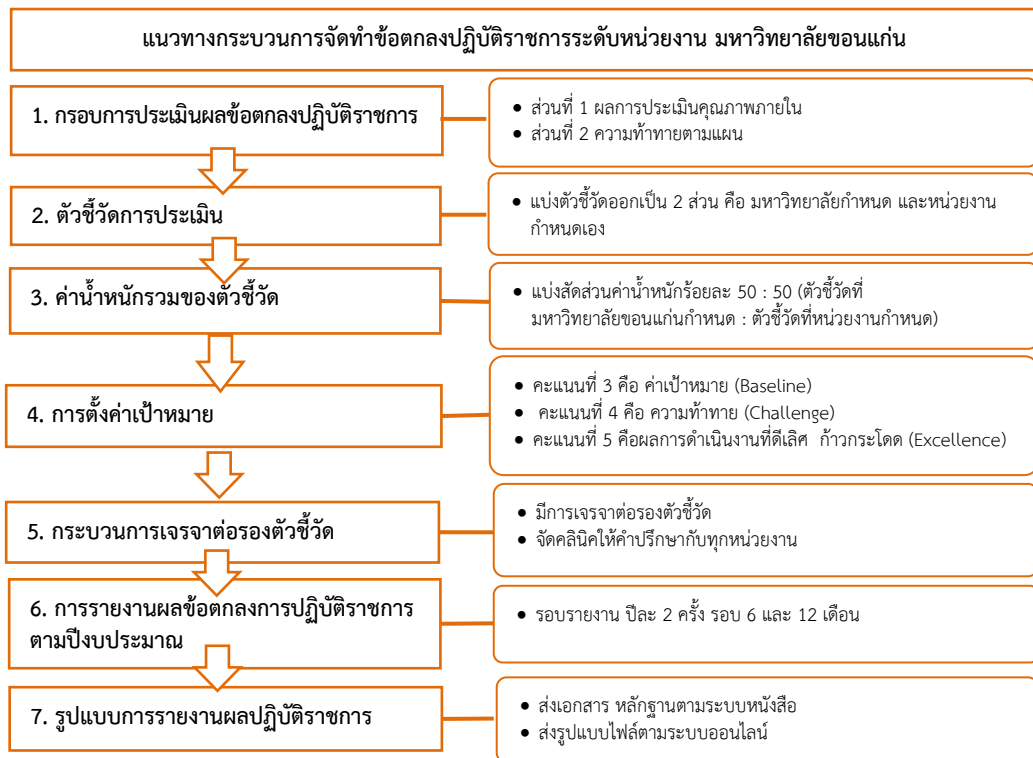 แนวทางกระบวนการจัดทำข้อตกลงปฏิบัติราชการระดับหน่วยงาน มหาวิทยาลัยขอนแก่น
1. กรอบการประเมินผลข้อตกลงปฏิบัติราชการ
• ส่วนที่ 1 ผลการประเมินคุณภาพภายใน
• ส่วนที่ 2 ความท้าทายตามแผน
2. ตัวชี้วัดการประเมิน
• แบ่งตัวชี้วัดออกเป็น 2 ส่วน คือ มหาวิทยาลัยกำหนด และหน่วยงาน
กำหนดเอง
3. ค่าน้ำหนักรวมของตัวชี้วัด
• แบ่งสัดส่วนค่าน้ำหนักร้อยละ 50 : 50 (ตัวชี้วัดที่
มหาวิทยาลัยขอนแก่นกำหนด : ตัวชี้วัดที่หน่วยงานกำหนด)
4. การตั้งค่าเป้าหมาย
• คะแนนที่ 3 คือ ค่าเป้าหมาย (Baseline)
• คะแนนที่ 4 คือ ความท้าทาย (Challenge)
• คะแนนที่ 5 คือผลการดำเนินงานที่ดีเลิศ ก้าวกระโดด (Excellence)
5. กระบวนการเจรจาต่อรองตัวชี้วัด
• มีการเจรจาต่อรองตัวชี้วัด
• จัดคลินิคให้คำปรึกษากับทุกหน่วยงาน
6. การรายงานผลข้อตกลงการปฏิบัติราชการ
ตามปีงบประมาณ
• รอบรายงาน ปีละ 2 ครั้ง รอบ 6 และ 12 เดือน
7. รูปแบบการรายงานผลปฏิบัติราชการ
• ส่งเอกสาร หลักฐานตามระบบหนังสือ
• ส่งรูปแบบไฟล์ตามระบบออนไลน์